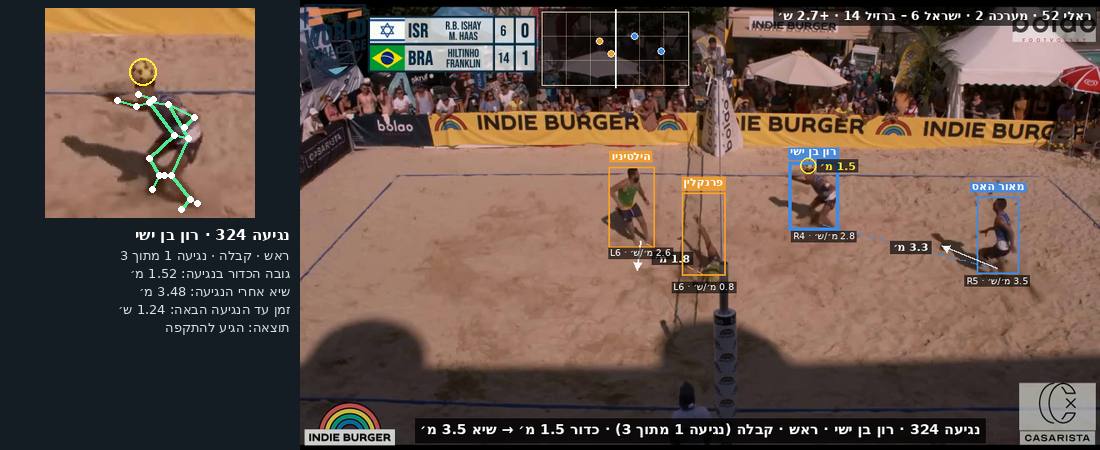 נגיעה 324 · רון בן ישי
ראש · קבלה · נגיעה 1 מתוך 3
גובה הכדור בנגיעה: 1.52 מ׳
שיא אחרי הנגיעה: 3.48 מ׳
זמן עד הנגיעה הבאה: 1.24 ש׳
תוצאה: הגיע להתקפה
ראלי 52 · מערכה 2 · ישראל 6 – ברזיל 14 · +2.7 ש׳
ISR R.B. ISHAY M. HAAS 6 0
BRA HILTINHO FRANKLIN 14 1
INDIE BURGER
bolao
FOOTVOLLEY
CASARISTA
bolao
INDIE BURGER
bolao
BURGER
INDIE BURGER
הילטיניו
פרנקלין
רון בן ישי
מאור האס
1.5 מ׳
R4 · 2.8 מ׳/ש׳
3.3 מ׳
R5 · 3.5 מ׳/ש׳
L6 · 2.6 מ׳/ש׳
1.8 מ׳
L6 · 0.8 מ׳/ש׳
INDIE BURGER
נגיעה 324 · רון בן ישי · ראש · קבלה (נגיעה 1 מתוך 3) · כדור 1.5 מ׳ → שיא 3.5 מ׳
CASARISTA